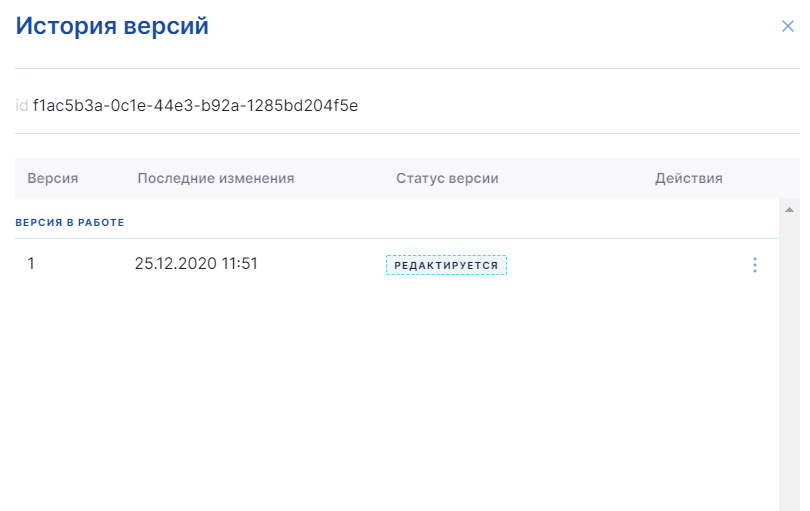 История версий
id f1ac5b3a-0c1e-44e3-b92a-1285bd204f5e
Версия Последние изменения Статус версии Действия
ВЕРСИЯ В РАБОТЕ
1 25.12.2020 11:51 РЕДАКТИРУЕТСЯ